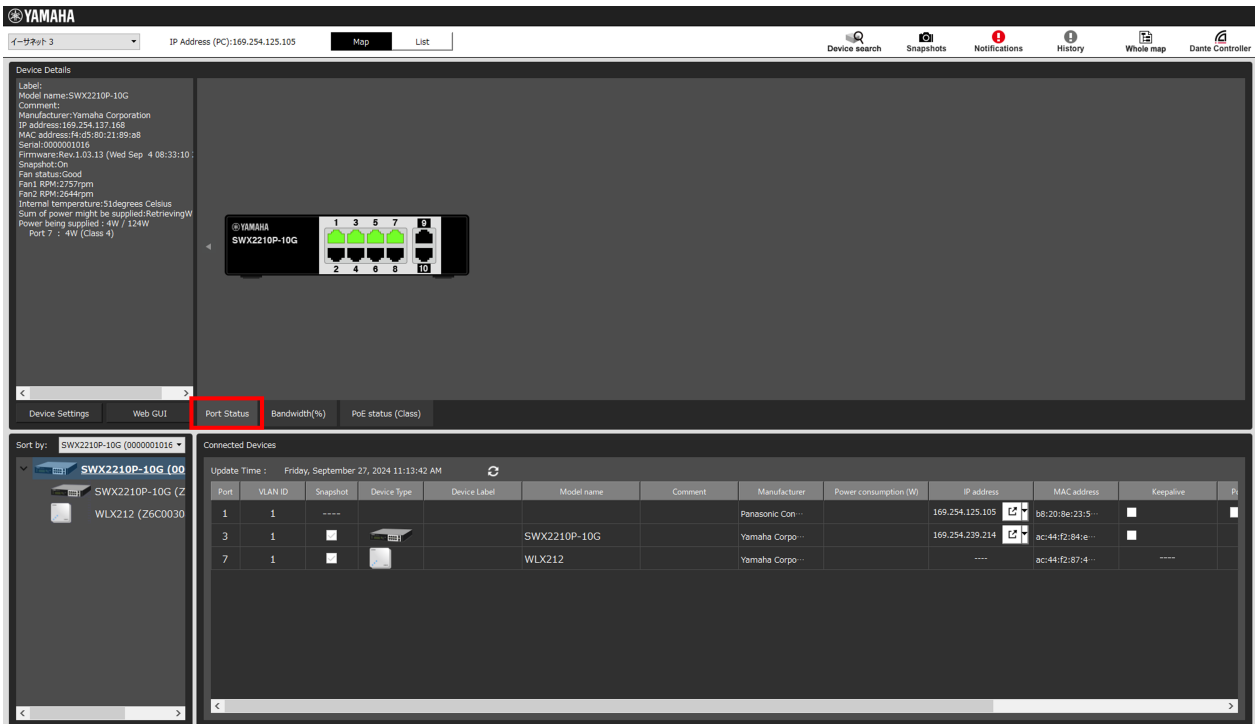 YAMAHA
イーサネット 3
IP Address (PC):169.254.125.105
Map
List
Device search
Snapshots
Notifications
History
Whole map
Dante Controller
Device Details
Label:
Model name:SWX2210P-10G
Comment:
Manufacturer:Yamaha Corporation
IP address:169.254.137.168
MAC address:f4:d5:80:21:89:a8
Serial:0000001016
Firmware:Rev.1.03.13 (Wed Sep 4 08:33:10
Snapshot:On
Fan status:Good
Fan1 RPM:2757rpm
Fan2 RPM:2644rpm
Internal temperature:51degrees Celsius
Sum of power might be supplied:RetrievingW
Power being supplied : 4W / 124W
Port 7 : 4W (Class 4)
YAMAHA
SWX2210P-10G
1 3 5 7 9
2 4 6 8 10
Device Settings
Web GUI
Port Status
Bandwidth(%)
PoE status (Class)
Sort by: SWX2210P-10G (0000001016
SWX2210P-10G (00
SWX2210P-10G (Z
WLX212 (Z6C0030
Connected Devices
Update Time : Friday, September 27, 2024 11:13:42 AM
Port VLAN ID Snapshot Device Type Device Label Model name Comment Manufacturer Power consumption (W) IP address MAC address Keepalive
1 1 ---- Panasonic Con··· 169.254.125.105 b8:20:8e:23:5···
3 1 SWX2210P-10G Yamaha Corpo··· 169.254.239.214 ac:44:f2:84:e···
7 1 WLX212 Yamaha Corpo··· ---- ac:44:f2:87:4··· ----